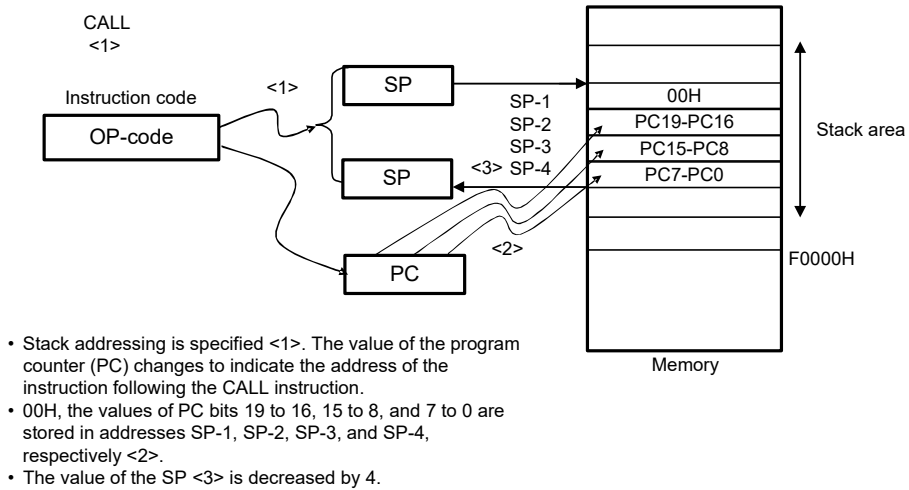 CALL
<1>
Instruction code
OP-code
<1>
SP
SP
PC
SP-1
SP-2
SP-3
<3> SP-4
<2>
00H
PC19-PC16
PC15-PC8
PC7-PC0
Stack area
F0000H
Memory
• Stack addressing is specified <1>. The value of the program
counter (PC) changes to indicate the address of the
instruction following the CALL instruction.
• 00H, the values of PC bits 19 to 16, 15 to 8, and 7 to 0 are
stored in addresses SP-1, SP-2, SP-3, and SP-4,
respectively <2>.
• The value of the SP <3> is decreased by 4.